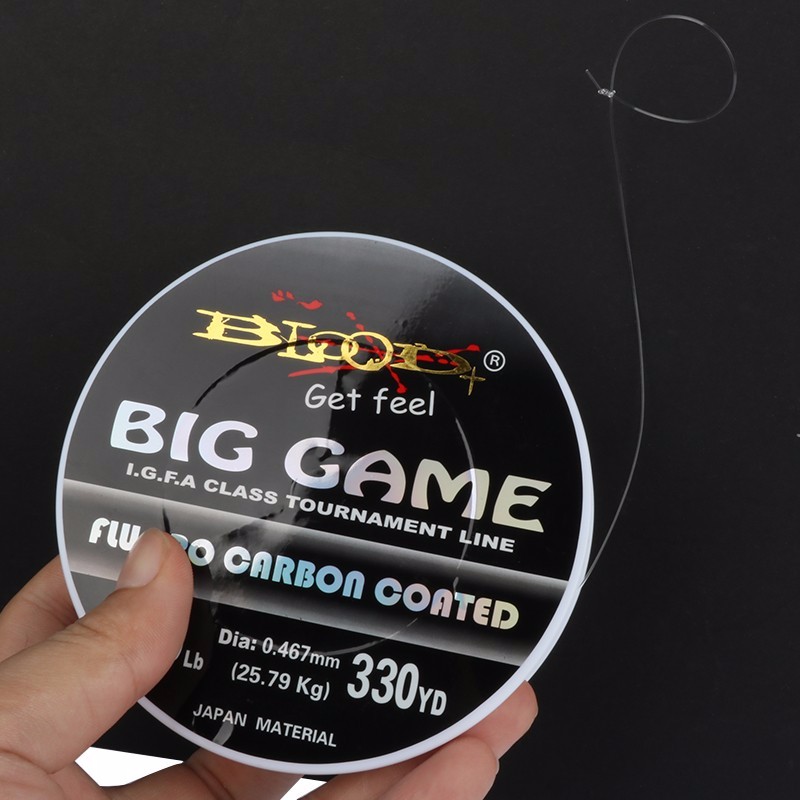 BLOOD+®
Get feel
BIG GAME
I.G.F.A CLASS TOURNAMENT LINE
CARBON COATED
Dia: 0.467mm
Lb (25.79 Kg) 330YD
JAPAN MATERIAL